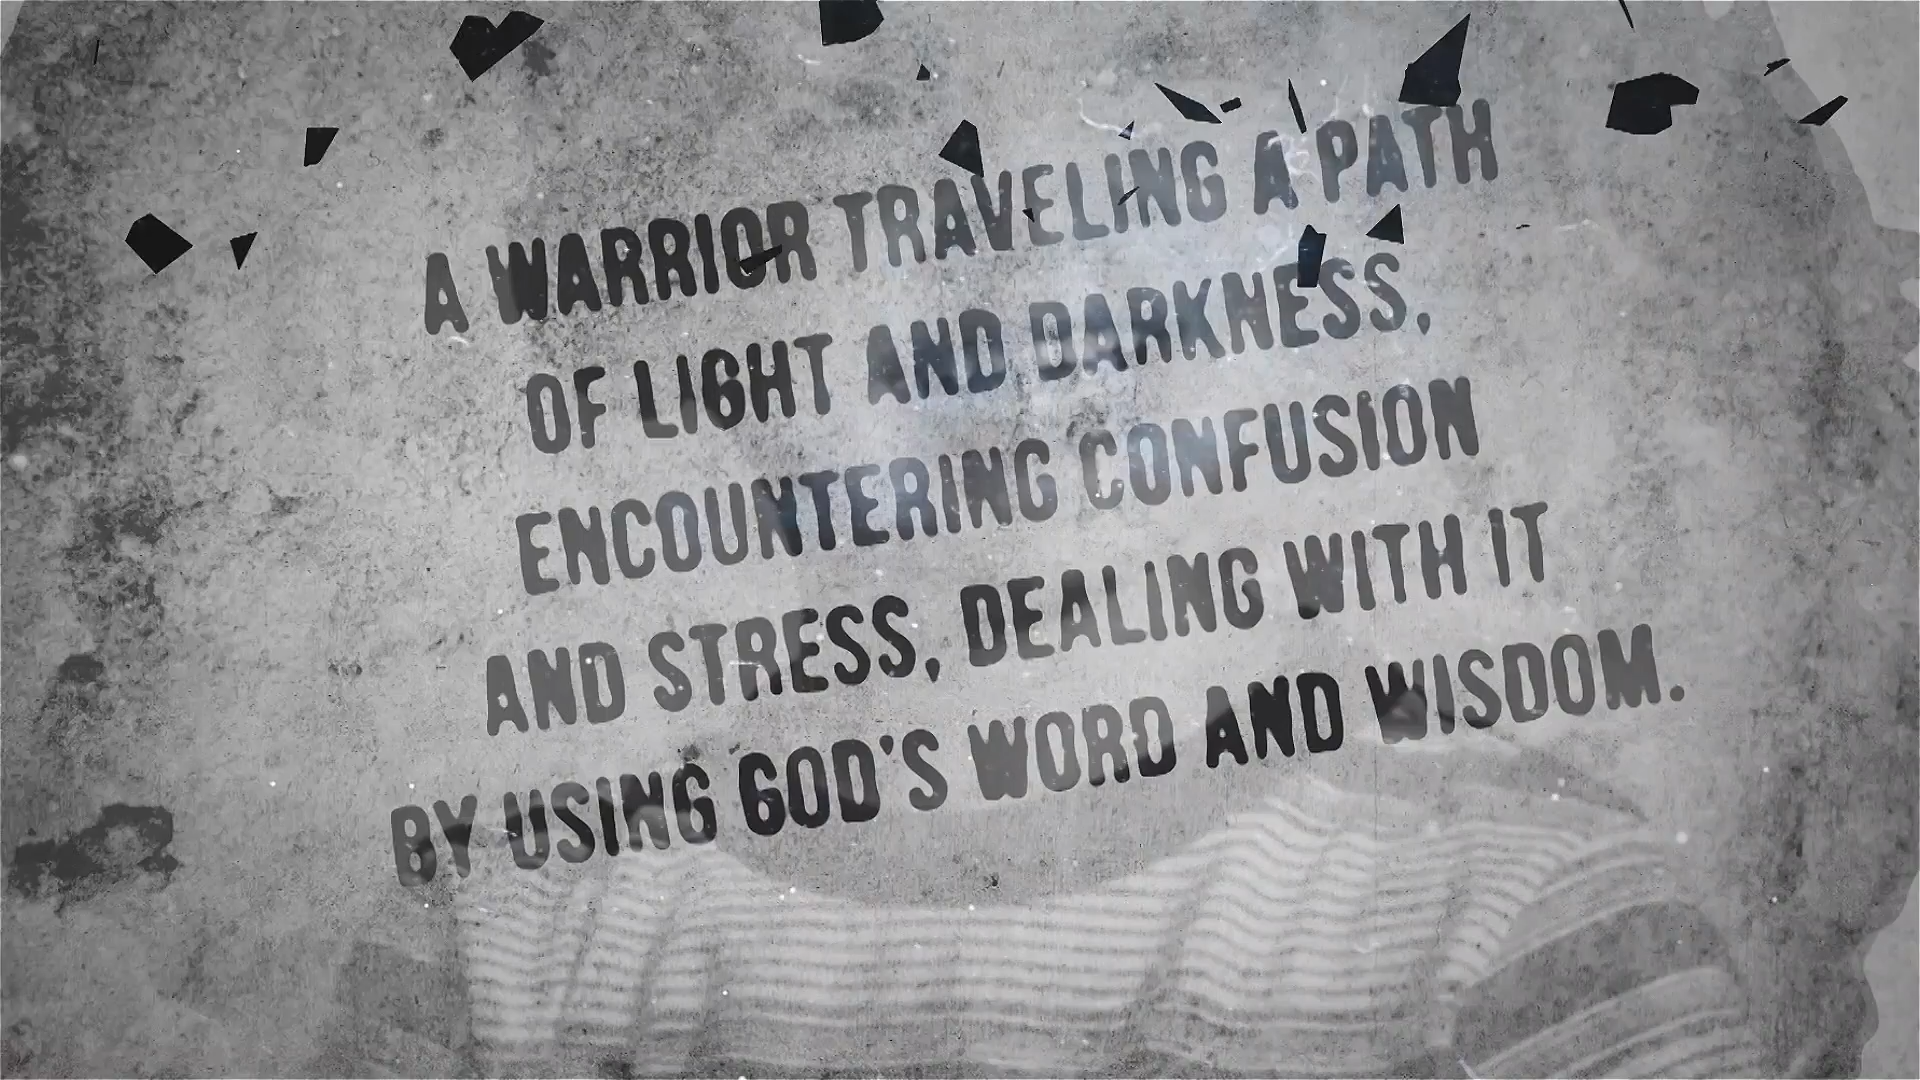 A WARRIOR TRAVELING A PATH
OF LIGHT AND DARKNESS,
ENCOUNTERING CONFUSION
AND STRESS, DEALING WITH IT
BY USING GOD'S WORD AND WISDOM.